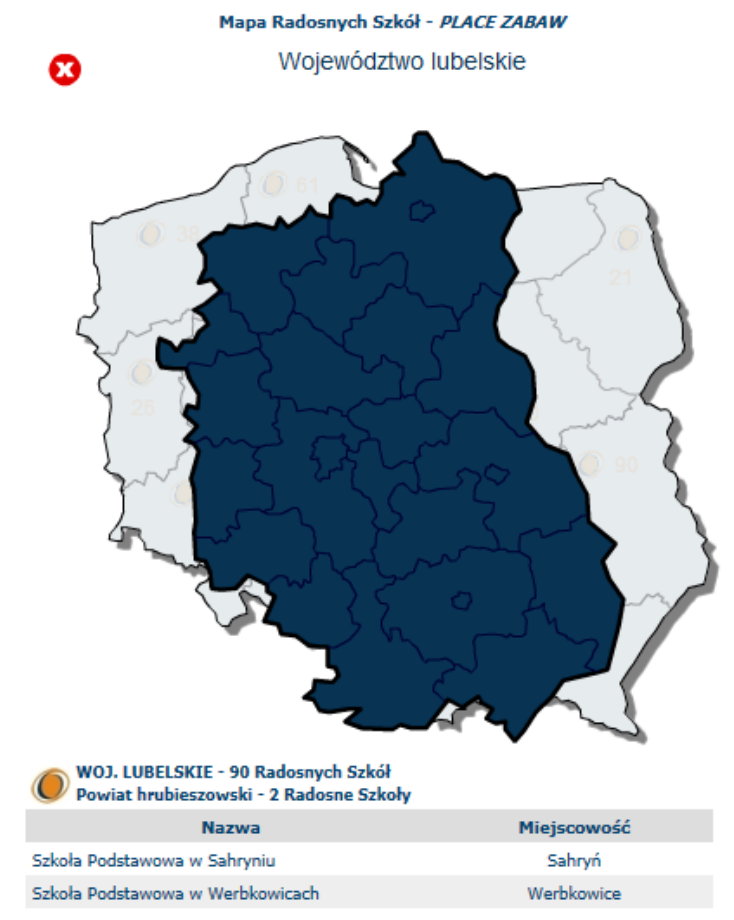 Mapa Radosnych Szkół - PLACE ZABAW
Województwo lubelskie
61
38
21
26
90
WOJ. LUBELSKIE - 90 Radosnych Szkół
Powiat hrubieszowski - 2 Radosne Szkoły
Nazwa Miejscowość
Szkoła Podstawowa w Sahryniu Sahryń
Szkoła Podstawowa w Werbkowicach Werbkowice